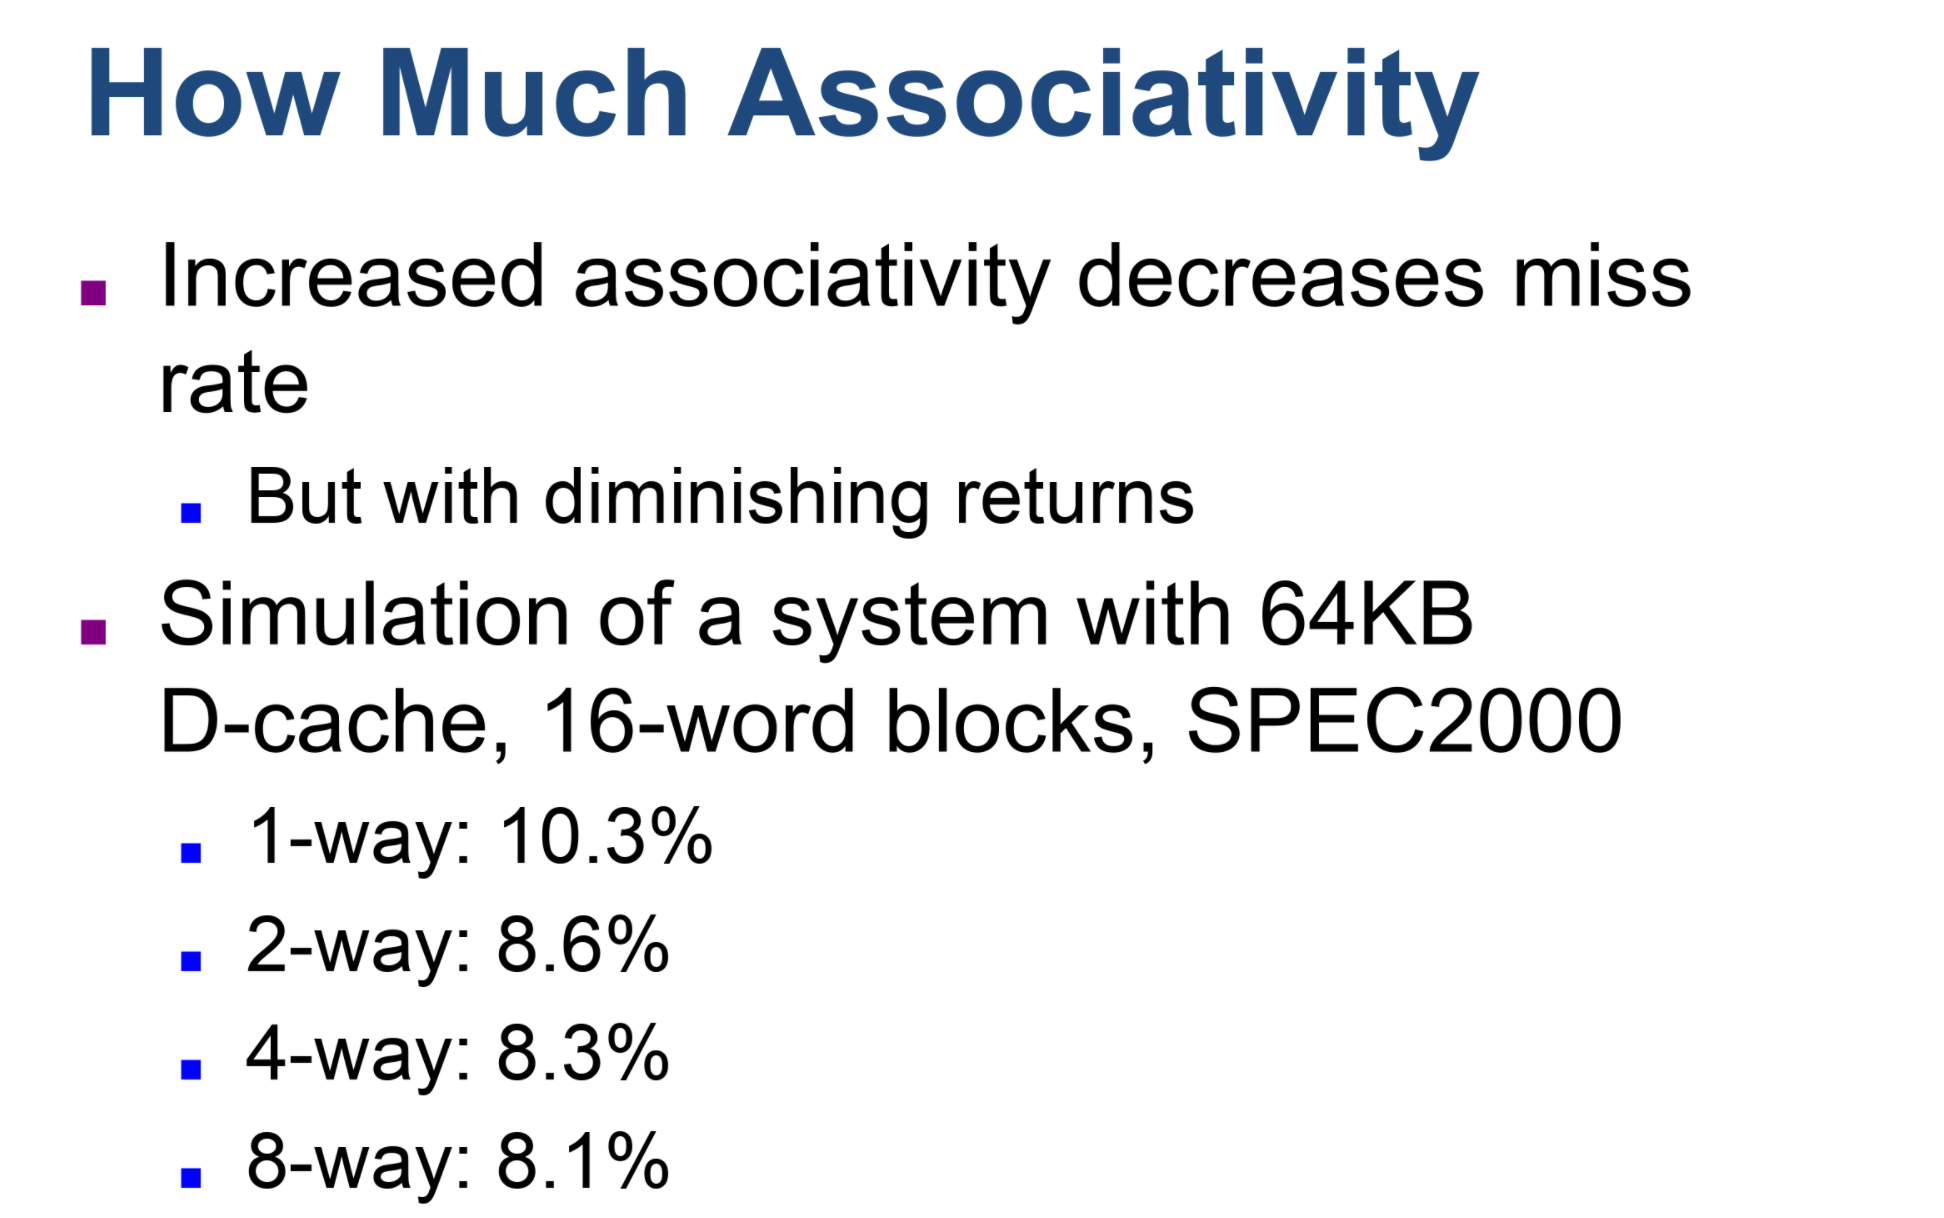 How Much Associativity
Increased associativity decreases miss
rate
But with diminishing returns
Simulation of a system with 64KB
D-cache, 16-word blocks, SPEC2000
1-way: 10.3%
2-way: 8.6%
4-way: 8.3%
8-way: 8.1%